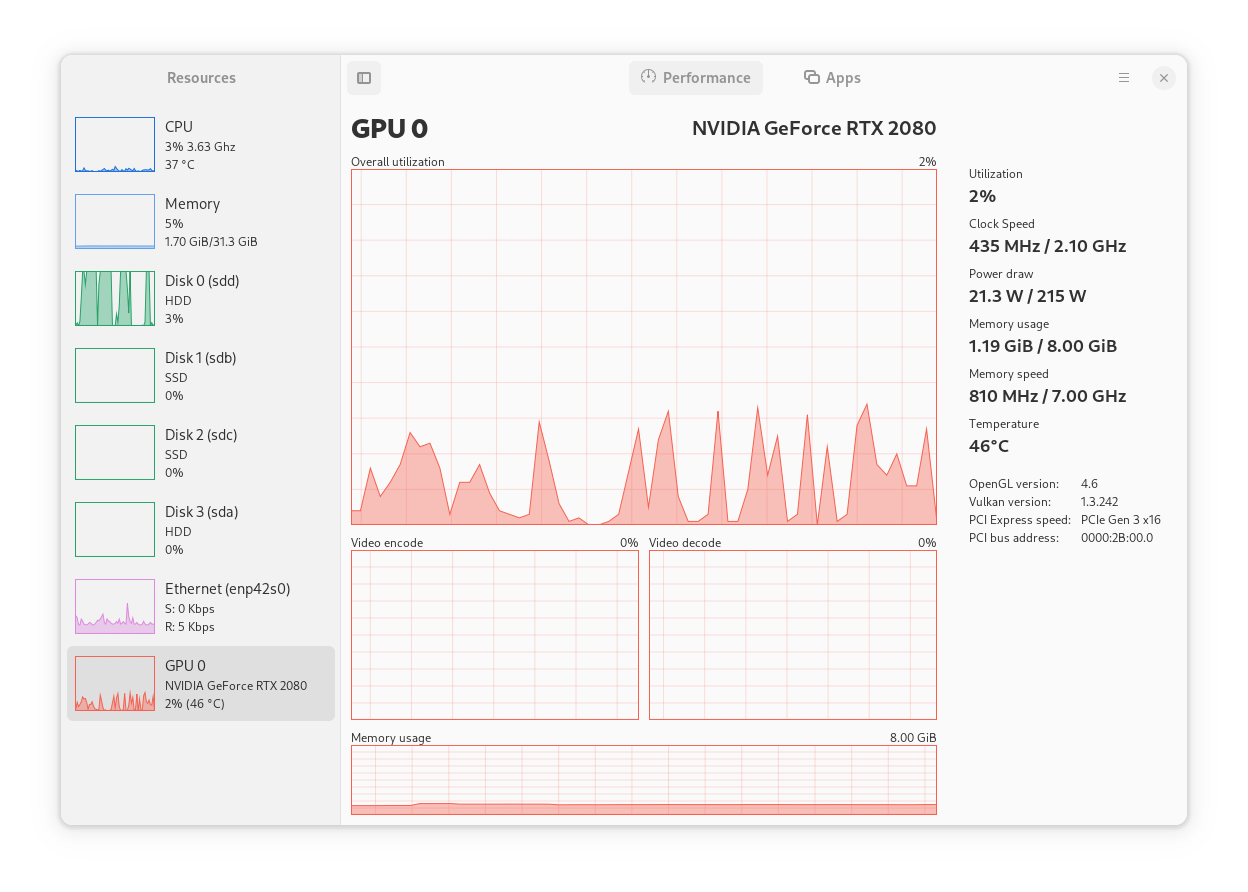 Resources
Performance
Apps
CPU
3% 3.63 Ghz
37 °C
Memory
5%
1.70 GiB/31.3 GiB
Disk 0 (sdd)
HDD
3%
Disk 1 (sdb)
SSD
0%
Disk 2 (sdc)
SSD
0%
Disk 3 (sda)
HDD
0%
Ethernet (enp42s0)
S: 0 Kbps
R: 5 Kbps
GPU 0
NVIDIA GeForce RTX 2080
2% (46 °C)
GPU 0 NVIDIA GeForce RTX 2080
Overall utilization 2%
Video encode 0%
Video decode 0%
Memory usage 8.00 GiB
Utilization
2%
Clock Speed
435 MHz / 2.10 GHz
Power draw
21.3 W / 215 W
Memory usage
1.19 GiB / 8.00 GiB
Memory speed
810 MHz / 7.00 GHz
Temperature
46°C
OpenGL version: 4.6
Vulkan version: 1.3.242
PCI Express speed: PCIe Gen 3 x16
PCI bus address: 0000:2B:00.0